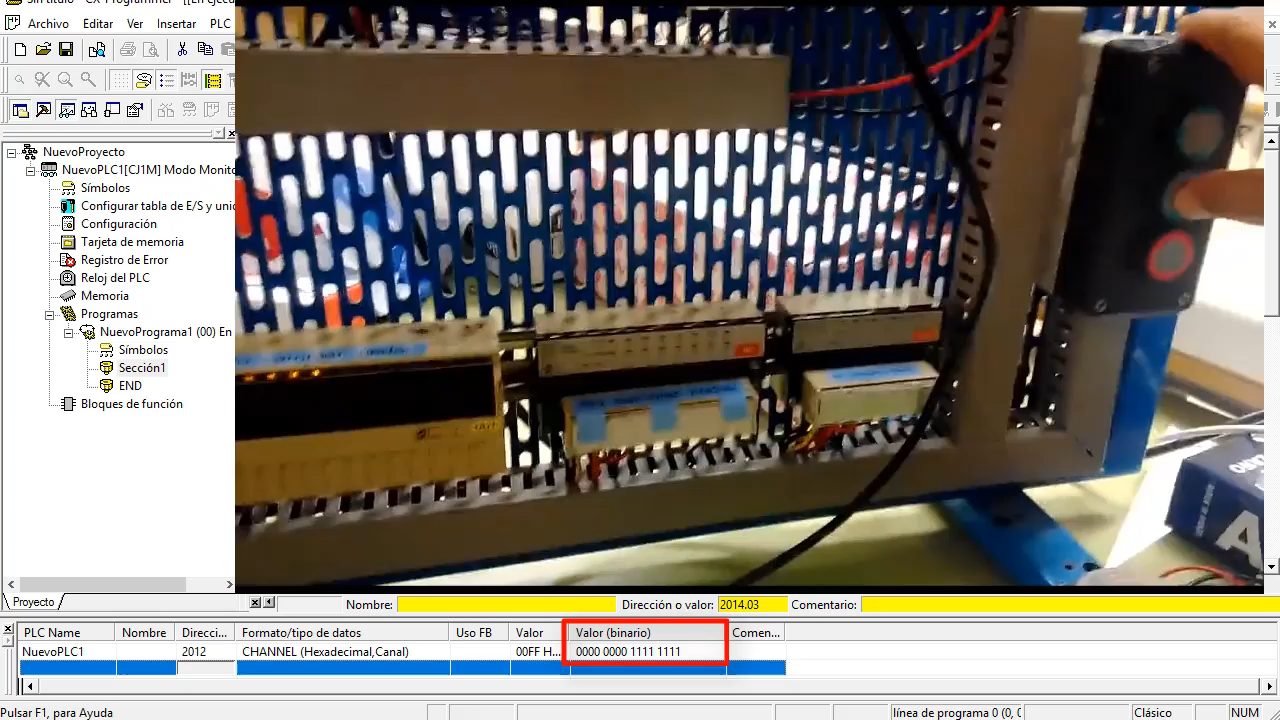 Archivo Editar Ver Insertar PLC
NuevoProyecto
NuevoPLC1[CJ1M] Modo Monito
Símbolos
Configurar tabla de E/S y unid
Configuración
Tarjeta de memoria
Registro de Error
Reloj del PLC
Memoria
Programas
NuevoPrograma1 (00) En
Símbolos
Sección1
END
Bloques de función
Proyecto
Nombre: Dirección o valor: 2014.03 Comentario:
PLC Name Nombre Direcci... Formato/tipo de datos Uso FB Valor Valor (binario) Comen...
NuevoPLC1 2012 CHANNEL (Hexadecimal,Canal) 00FF H... 0000 0000 1111 1111
Pulsar F1, para Ayuda línea de programa 0 (0, 0 Clásico NUM